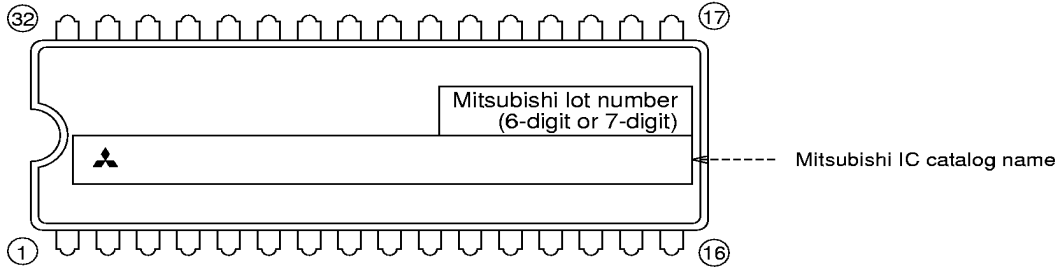 32
17
Mitsubishi lot number
(6-digit or 7-digit)
Mitsubishi IC catalog name
1
16